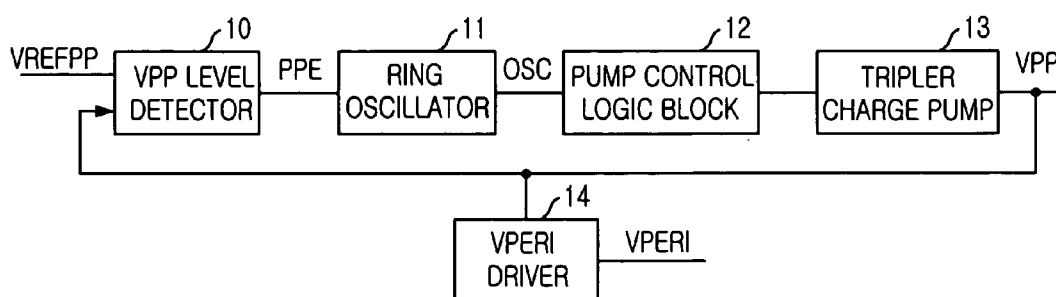 10
VREFPP
VPP LEVEL
DETECTOR
PPE
11
RING
OSCILLATOR
OSC
12
PUMP CONTROL
LOGIC BLOCK
13
TRIPLER
CHARGE PUMP
VPP
14
VPERI
DRIVER
VPERI